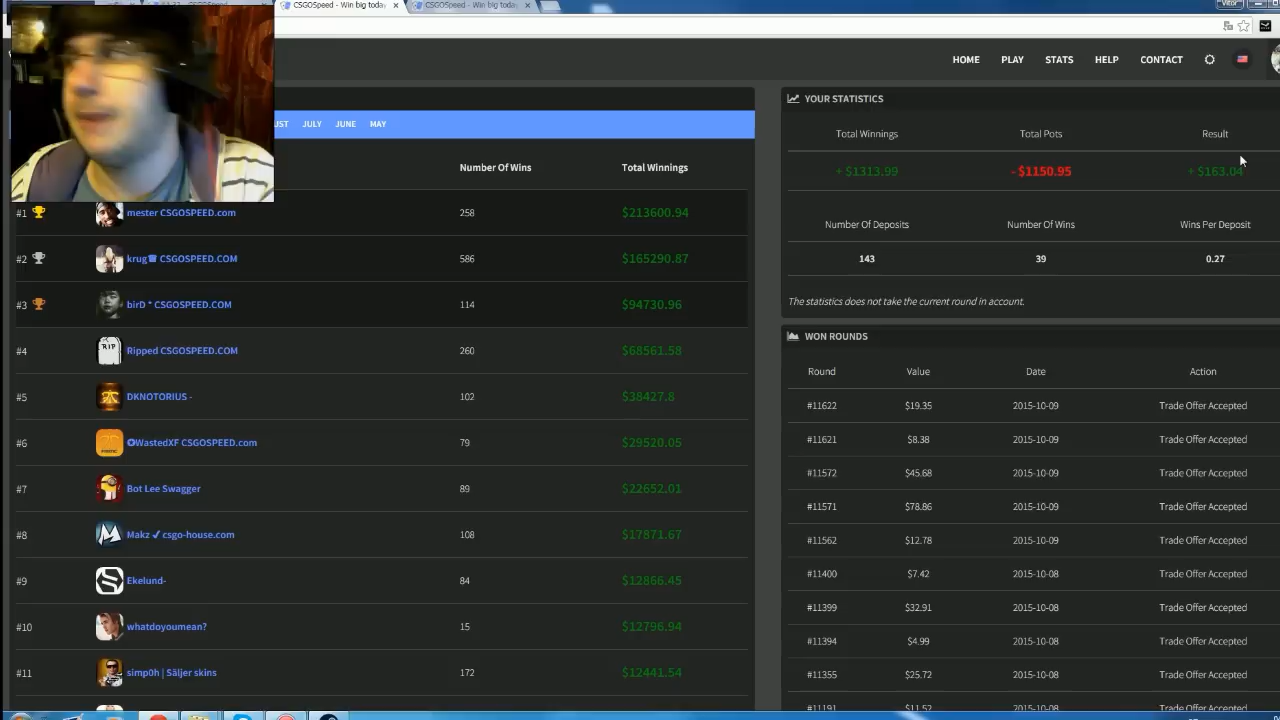 CSGOSpeed - Win big today
CSGOSpeed - Win big today
HOME PLAY STATS HELP CONTACT
UST JULY JUNE MAY
Number Of Wins Total Winnings
#1 mester CSGOSPEED.com 258 $213600.94
#2 krug CSGOSPEED.COM 586 $165290.87
#3 birD * CSGOSPEED.COM 114 $94730.96
#4 Ripped CSGOSPEED.COM 260 $68561.58
#5 DKNOTORIUS - 102 $38427.8
#6 ✪WastedXF CSGOSPEED.com 79 $29520.05
#7 Bot Lee Swagger 89 $22652.01
#8 Makz ✔ csgo-house.com 108 $17871.67
#9 Ekelund- 84 $12866.45
#10 whatdoyoumean? 15 $12796.94
#11 simp0h | Säljer skins 172 $12441.54
YOUR STATISTICS
Total Winnings Total Pots Result
+ $1313.99 - $1150.95 + $163.04
Number Of Deposits Number Of Wins Wins Per Deposit
143 39 0.27
The statistics does not take the current round in account.
WON ROUNDS
Round Value Date Action
#11622 $19.35 2015-10-09 Trade Offer Accepted
#11621 $8.38 2015-10-09 Trade Offer Accepted
#11572 $45.68 2015-10-09 Trade Offer Accepted
#11571 $78.86 2015-10-09 Trade Offer Accepted
#11562 $12.78 2015-10-09 Trade Offer Accepted
#11400 $7.42 2015-10-08 Trade Offer Accepted
#11399 $32.91 2015-10-08 Trade Offer Accepted
#11394 $4.99 2015-10-08 Trade Offer Accepted
#11355 $25.72 2015-10-08 Trade Offer Accepted
#11191 $11.52 2015-10-08 Trade Offer Accepted